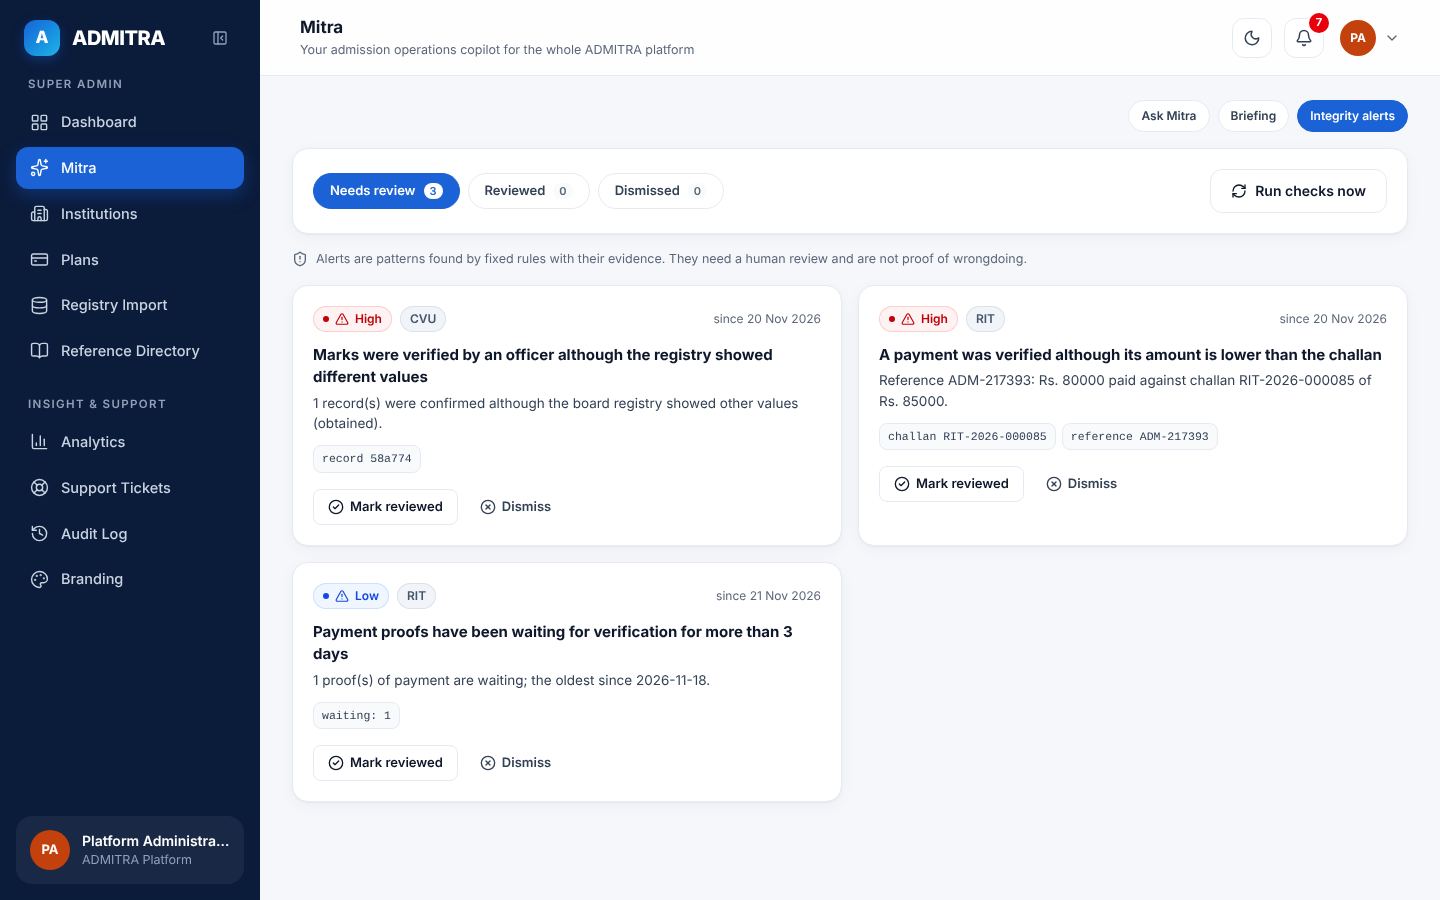 A ADMITRA
SUPER ADMIN
Dashboard
Mitra
Institutions
Plans
Registry Import
Reference Directory
INSIGHT & SUPPORT
Analytics
Support Tickets
Audit Log
Branding
PA
Platform Administra...
ADMITRA Platform
Mitra
Your admission operations copilot for the whole ADMITRA platform
7
PA
Ask Mitra Briefing Integrity alerts
Needs review 3 Reviewed 0 Dismissed 0 Run checks now
Alerts are patterns found by fixed rules with their evidence. They need a human review and are not proof of wrongdoing.
High CVU since 20 Nov 2026
Marks were verified by an officer although the registry showed
different values
1 record(s) were confirmed although the board registry showed other values
(obtained).
record 58a774
Mark reviewed Dismiss
High RIT since 20 Nov 2026
A payment was verified although its amount is lower than the challan
Reference ADM-217393: Rs. 80000 paid against challan RIT-2026-000085 of
Rs. 85000.
challan RIT-2026-000085 reference ADM-217393
Mark reviewed Dismiss
Low RIT since 21 Nov 2026
Payment proofs have been waiting for verification for more than 3
days
1 proof(s) of payment are waiting; the oldest since 2026-11-18.
waiting: 1
Mark reviewed Dismiss